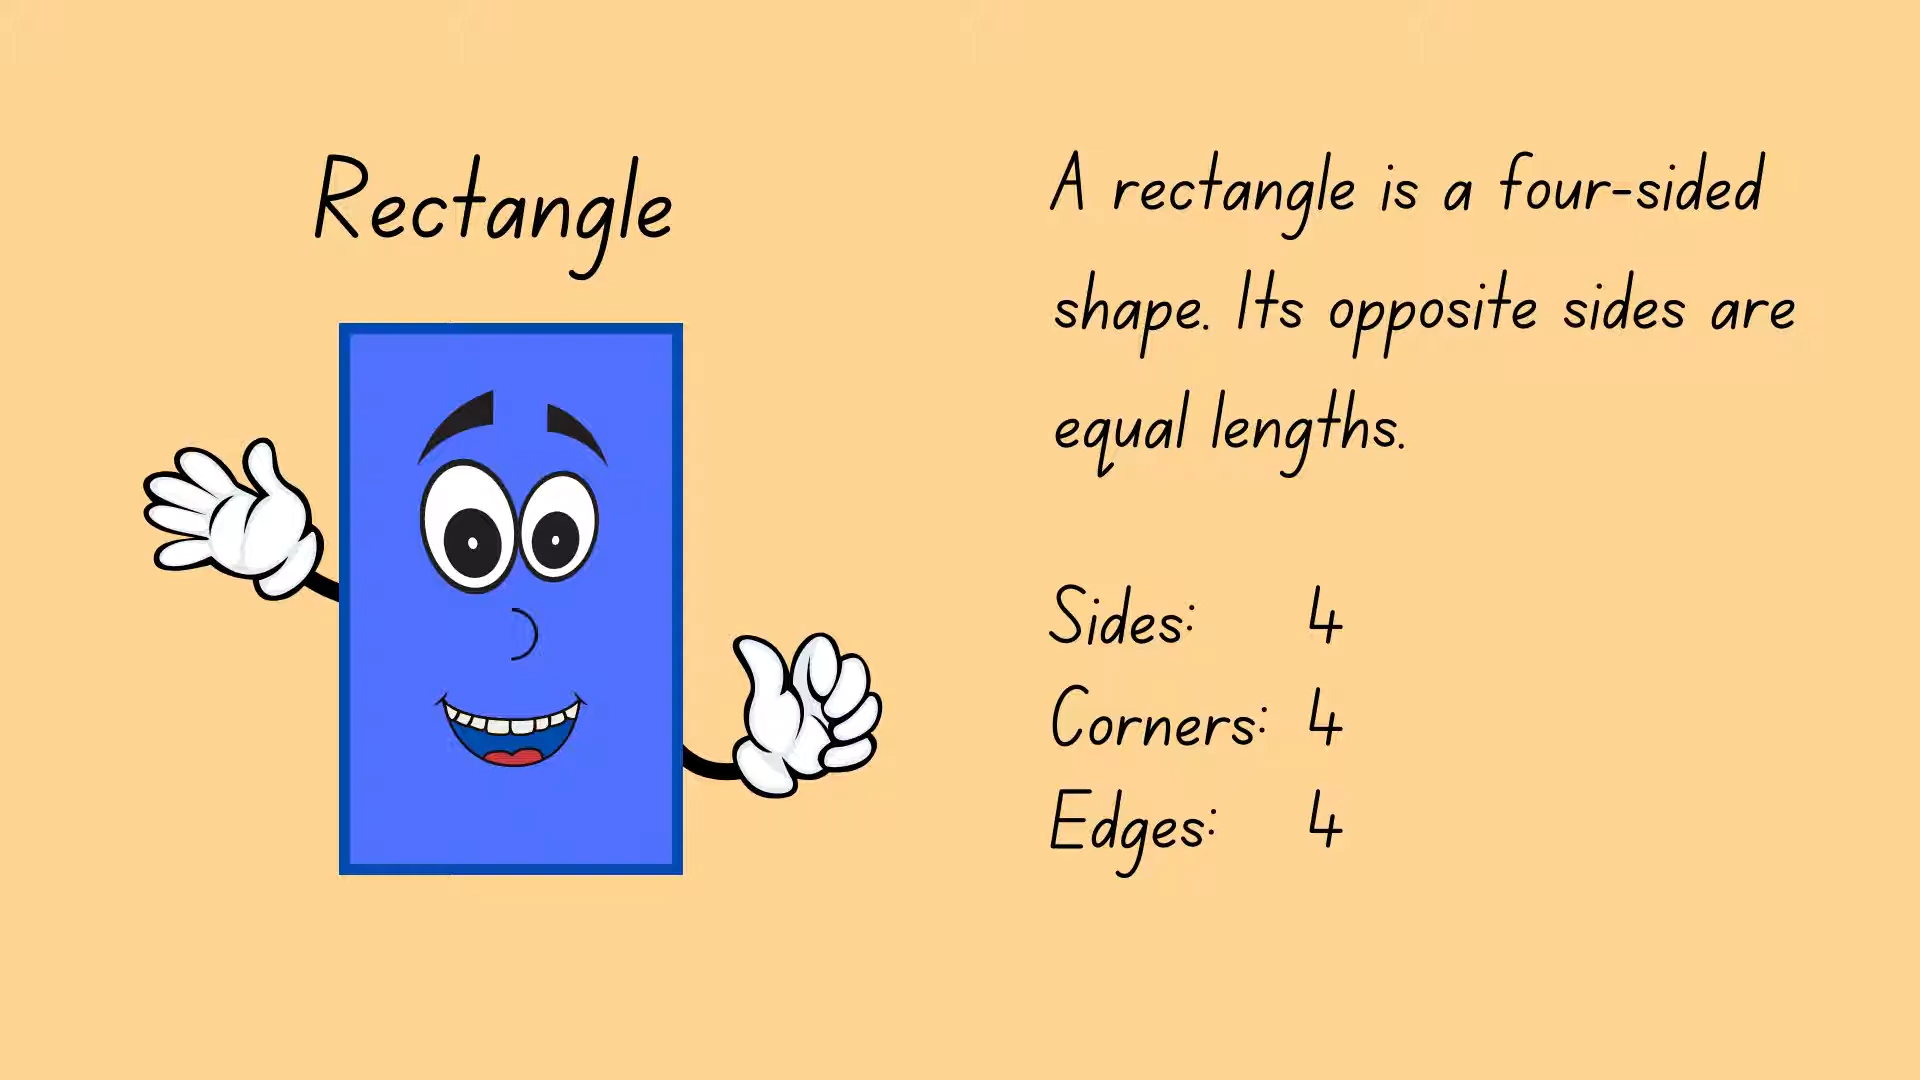 Rectangle
A rectangle is a four-sided
shape. Its opposite sides are
equal lengths.
Sides: 4
Corners: 4
Edges: 4